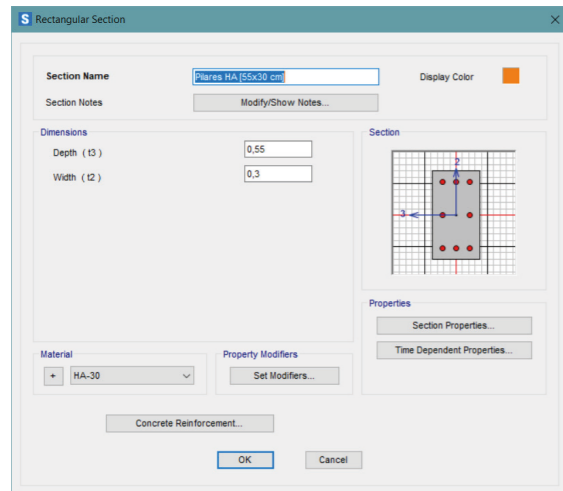 S Rectangular Section
Section Name Pilares HA [55x30 cm] Display Color
Section Notes Modify/Show Notes...
Dimensions Section
Depth ( t3 ) 0,55
Width ( t2 ) 0,3
2
3
Properties
Section Properties...
Time Dependent Properties...
Material Property Modifiers
+ HA-30 Set Modifiers...
Concrete Reinforcement...
OK Cancel